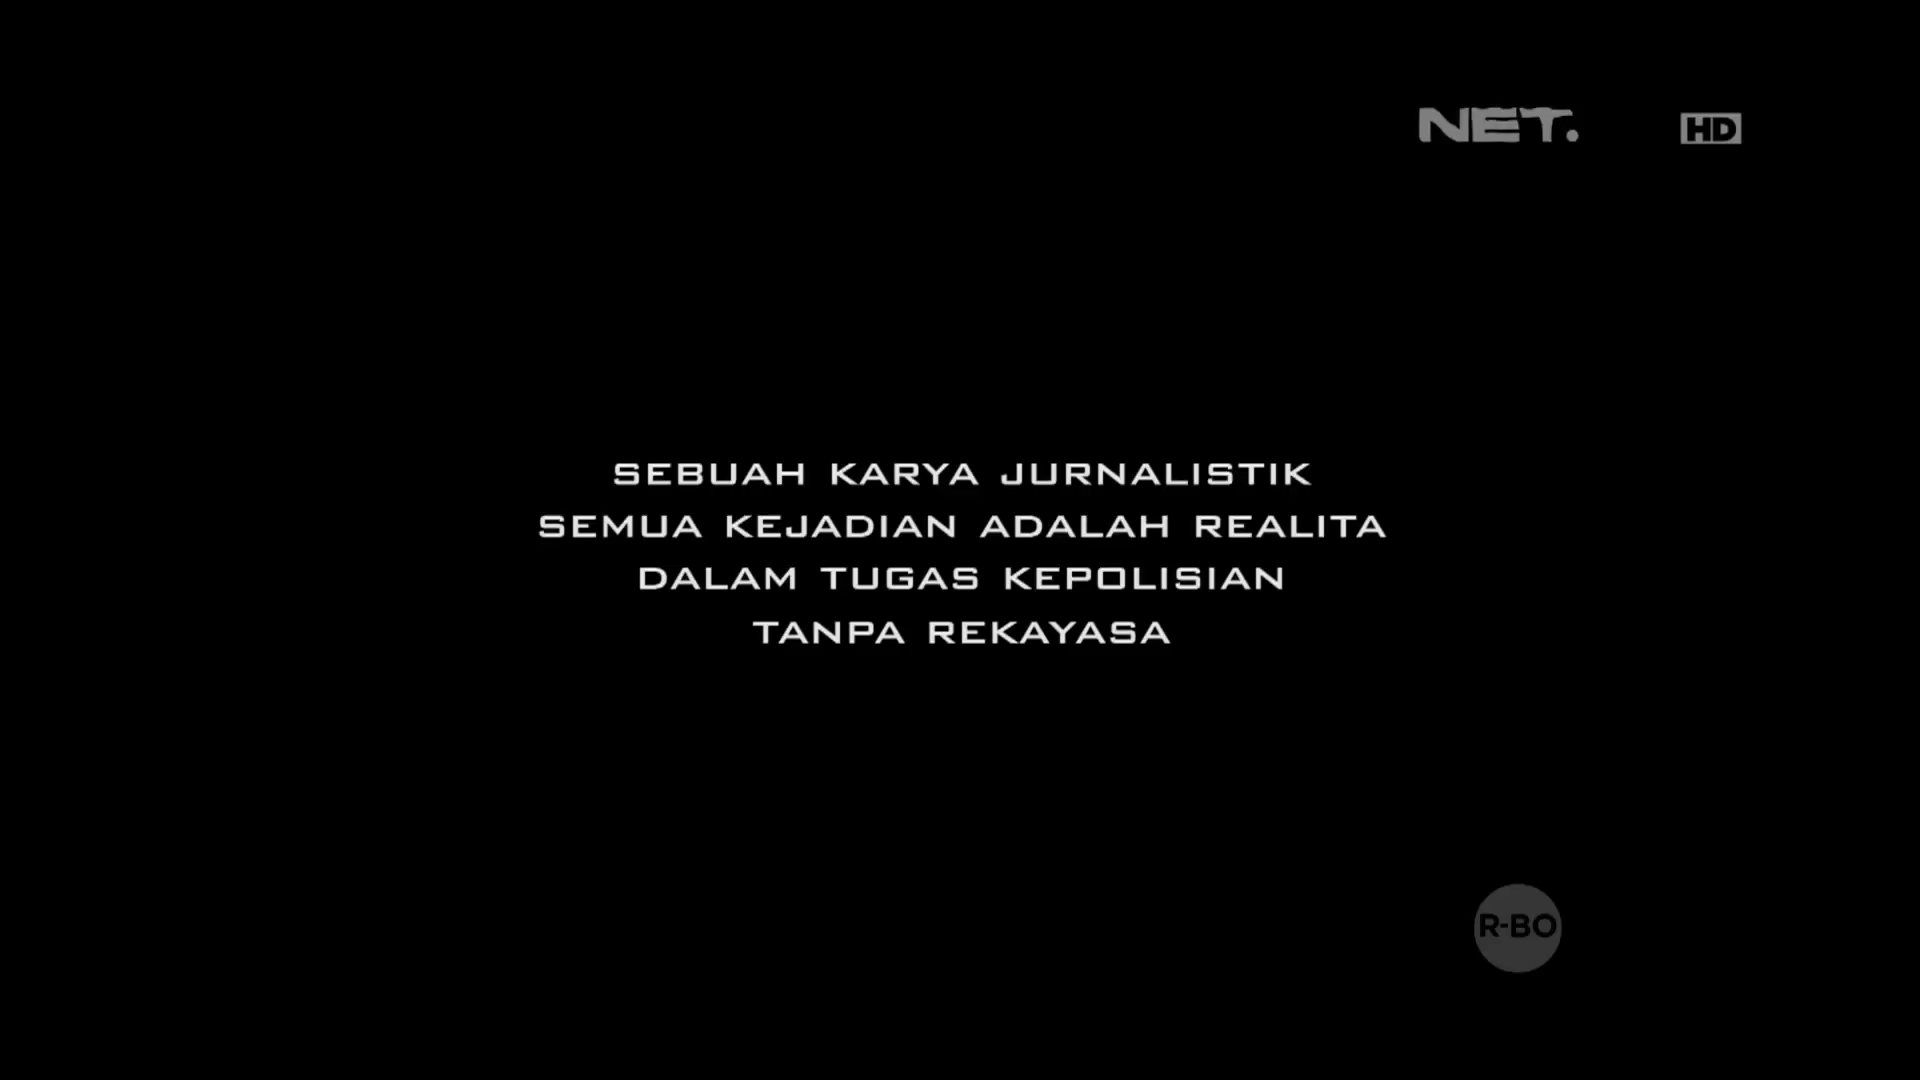 NET. HD
SEBUAH KARYA JURNALISTIK
SEMUA KEJADIAN ADALAH REALITA
DALAM TUGAS KEPOLISIAN
TANPA REKAYASA
R-BO